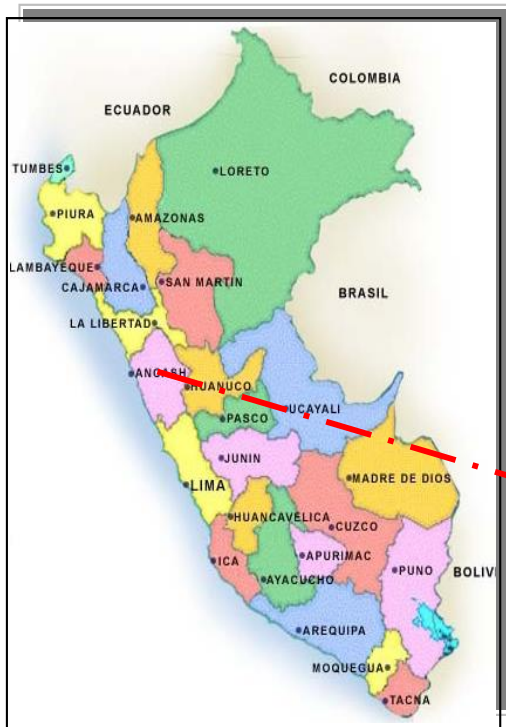 COLOMBIA
ECUADOR
TUMBES
LORETO
PIURA
AMAZONAS
LAMBAYEQUE
SAN MARTIN
CAJAMARCA
BRASIL
LA LIBERTAD
ANCASH
HUANUCO
UCAYALI
PASCO
JUNIN
MADRE DE DIOS
LIMA
HUANCAVELICA
CUZCO
ICA
APURIMAC
PUNO
BOLIVI
AYACUCHO
AREQUIPA
MOQUEGUA
TACNA